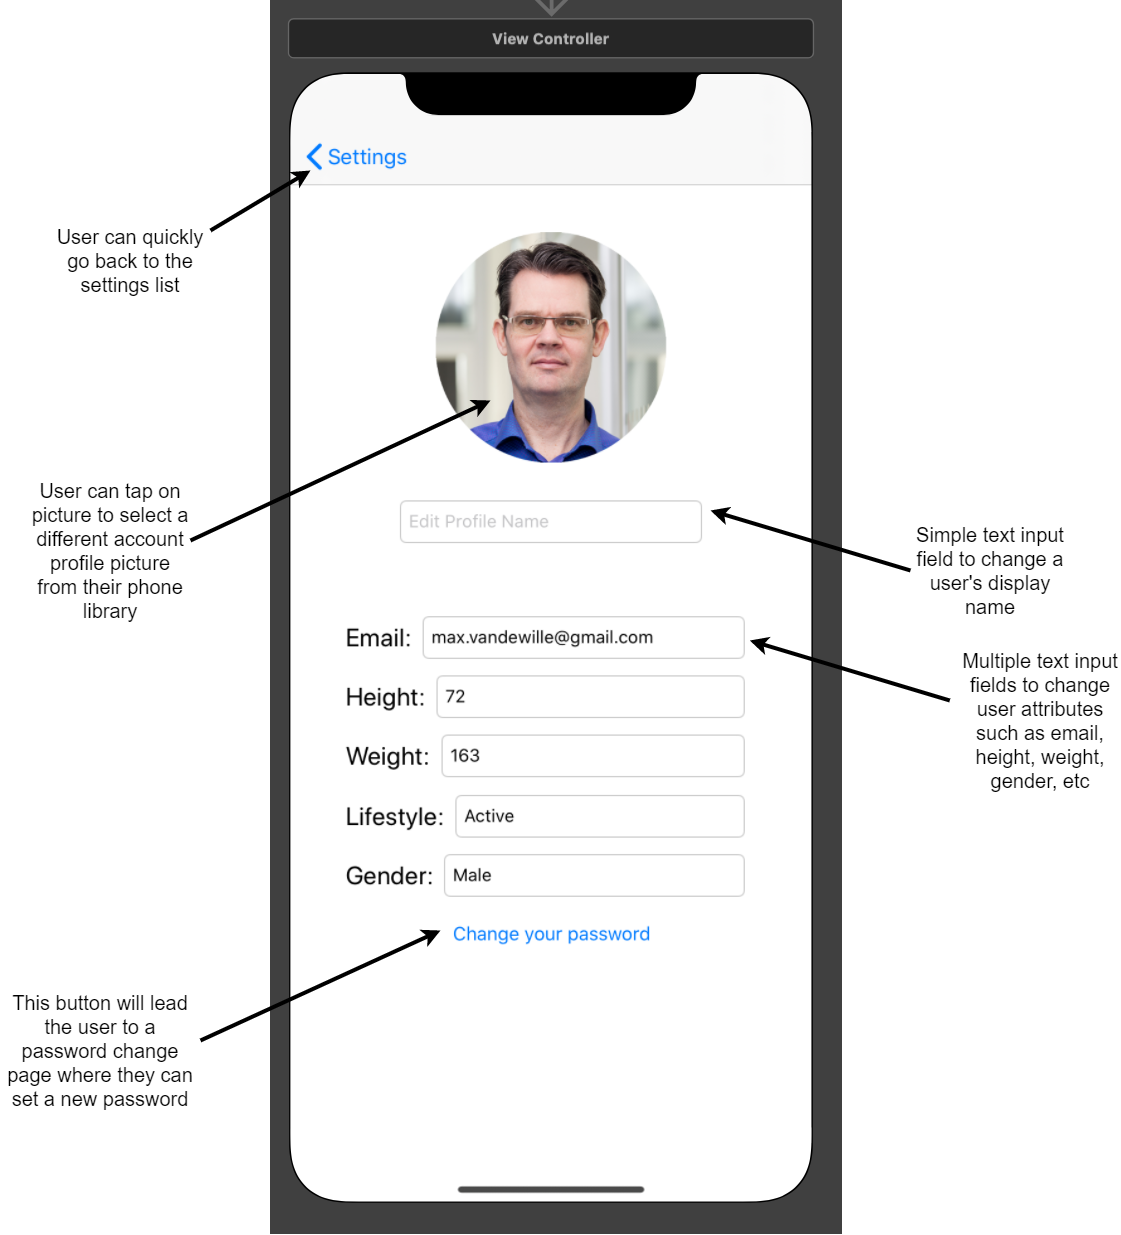 View Controller
Settings
User can quickly
go back to the
settings list
User can tap on
picture to select a
different account
profile picture
from their phone
library
Edit Profile Name
Simple text input
field to change a
user's display
name
Email: max.vandewille@gmail.com
Height: 72
Weight: 163
Lifestyle: Active
Gender: Male
Multiple text input
fields to change
user attributes
such as email,
height, weight,
gender, etc
Change your password
This button will lead
the user to a
password change
page where they can
set a new password